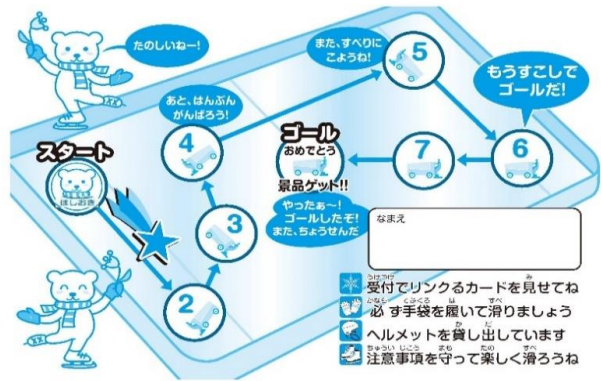 たのしいねー!
また、すべりに
こようね!
5
もうすこしで
ゴールだ!
あと、はんぶん
がんばろう!
4
ゴール
おめでとう
景品ゲット!!
7
6
スタート
ほしおき
3
やったぁ〜!
ゴールしたぞ!
また、ちょうせんだ
2
なまえ
受付でリンクるカードを見せてね
必ず手袋を履いて滑りましょう
ヘルメットを貸し出しています
注意事項を守って楽しく滑ろうね